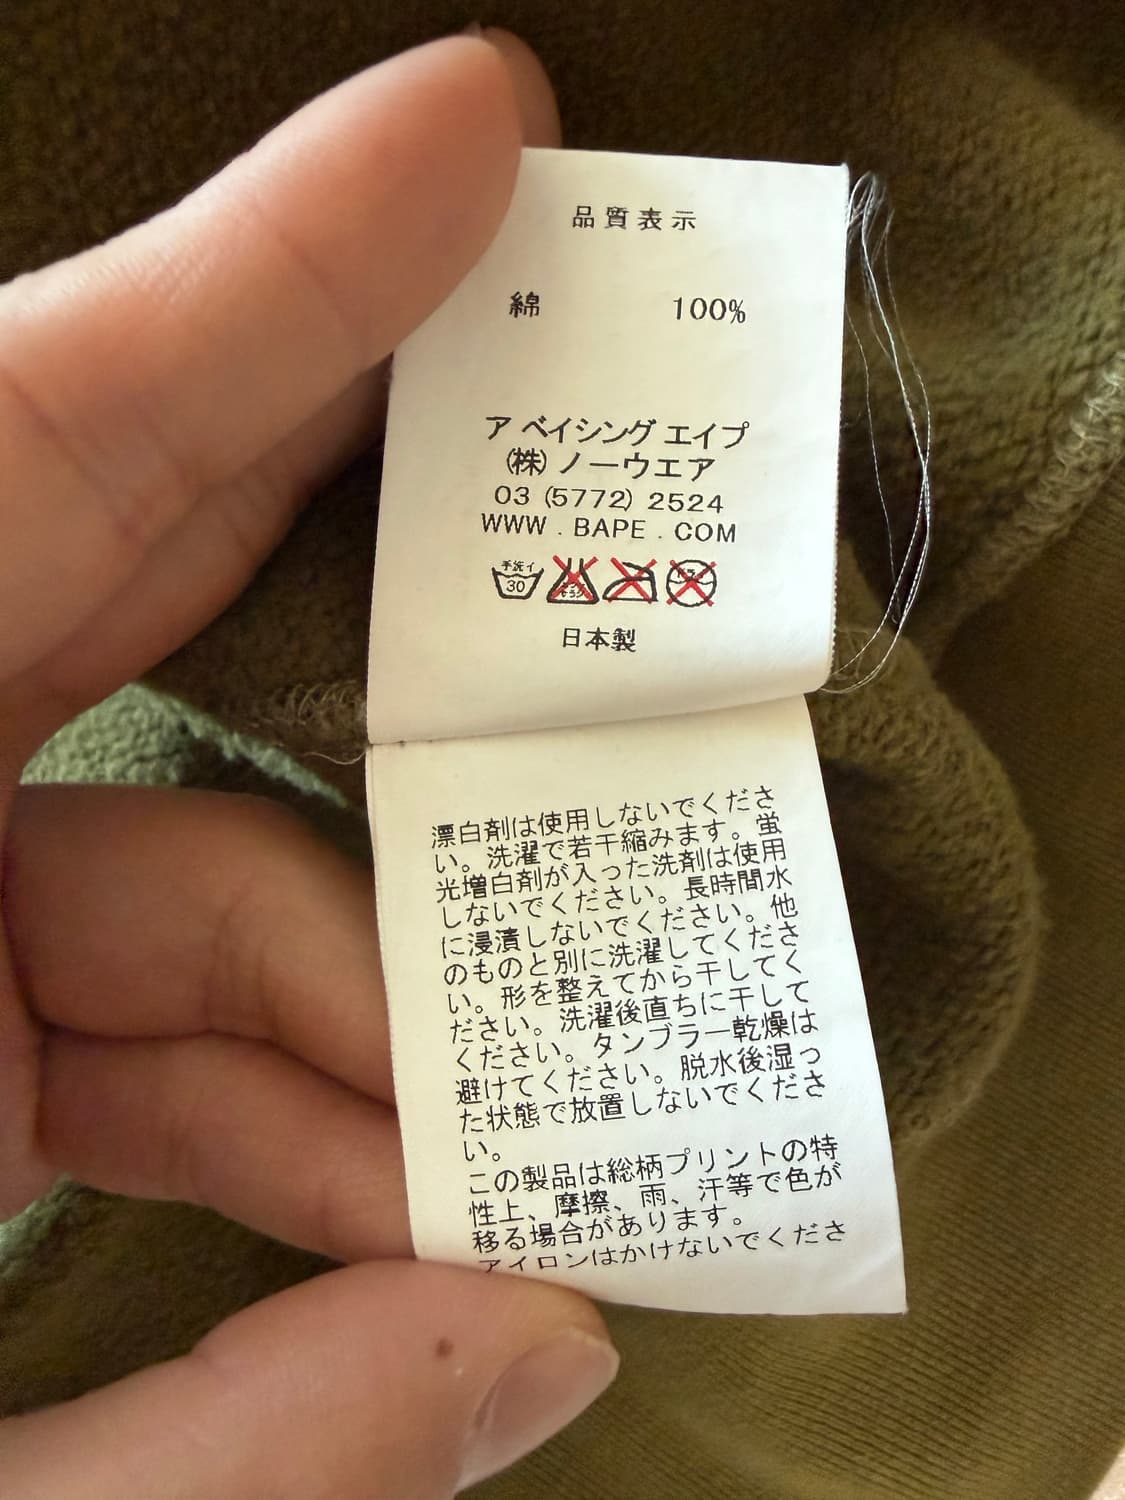 品質表示
綿 100%
ア ベイシング エイプ
(株) ノーウエア
03 (5772) 2524
WWW . BAPE . COM
手洗イ
30
日本製
漂白剤は使用しないでくださ
い。洗濯で若干縮みます。蛍
光増白剤が入った洗剤は使用
しないでください。長時間水
に浸漬しないでください。他
のものと別に洗濯してくださ
い。形を整えてから干してく
ださい。洗濯後直ちに干して
ください。タンブラー乾燥は
避けてください。脱水後湿っ
た状態で放置しないでくださ
い。
この製品は総柄プリントの特
性上、摩擦、雨、汗等で色が
移る場合があります。
アイロンはかけないでくださ